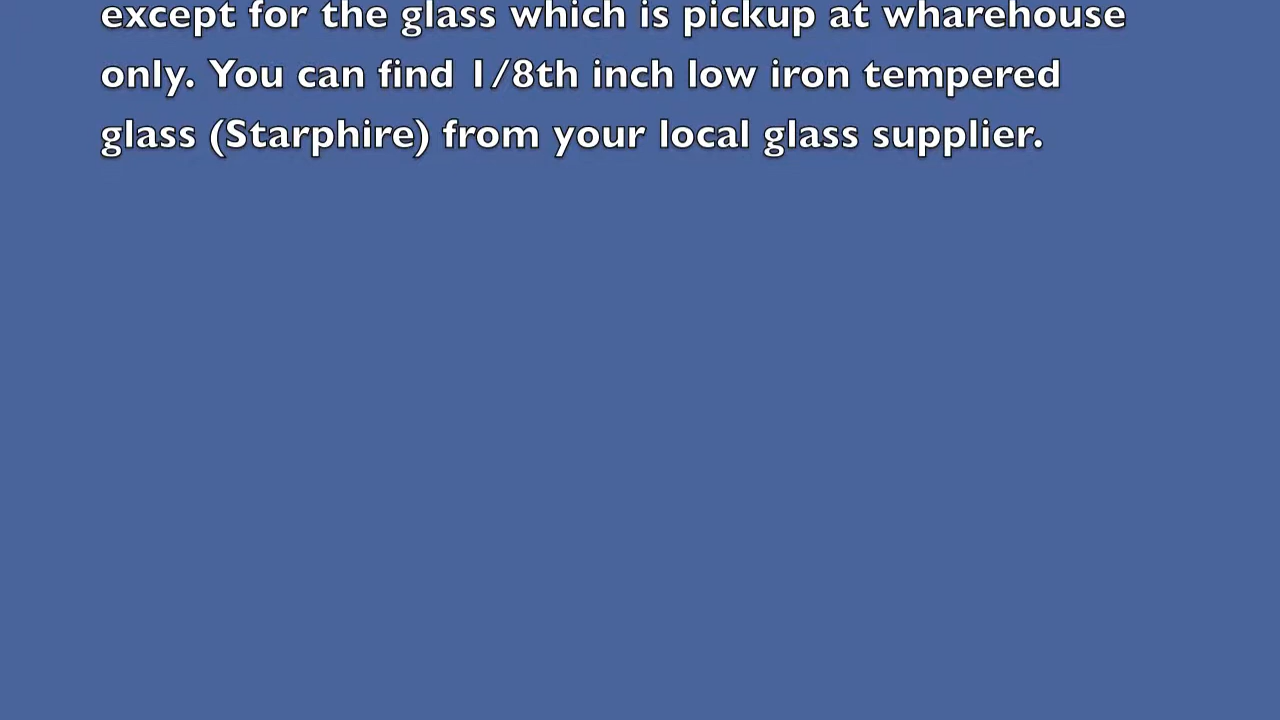 except for the glass which is pickup at wharehouse
only. You can find 1/8th inch low iron tempered
glass (Starphire) from your local glass supplier.